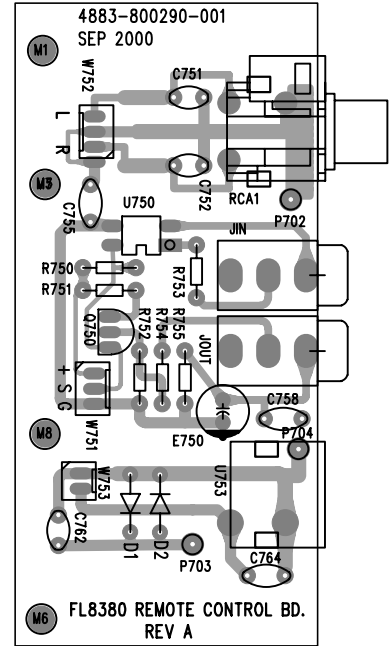 4883-800290-001
SEP 2000
M1
W752
C751
L
R
C752
RCA1
M3
C755
U750
P702
JIN
R750
R751
R753
Q750
R752
R754
R755
JOUT
+
S
G
W751
M8
E750
C758
P704
W753
U753
C762
D1
D2
P703
C764
M6
FL8380 REMOTE CONTROL BD.
REV A